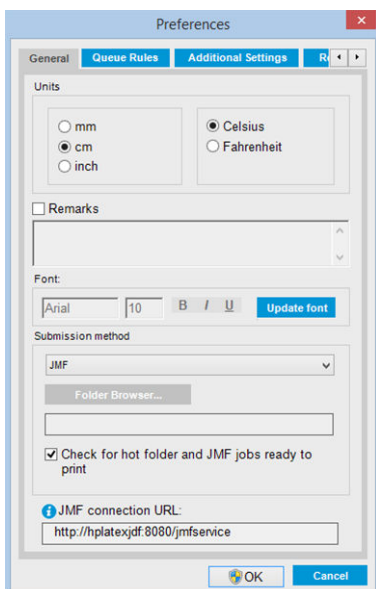 Preferences
General Queue Rules Additional Settings
Units
mm Celsius
cm Fahrenheit
inch
Remarks
Font:
Arial 10 B I U Update font
Submission method
JMF
Folder Browser...
Check for hot folder and JMF jobs ready to
print
JMF connection URL:
http://hplatexjdf:8080/jmfservice
OK Cancel